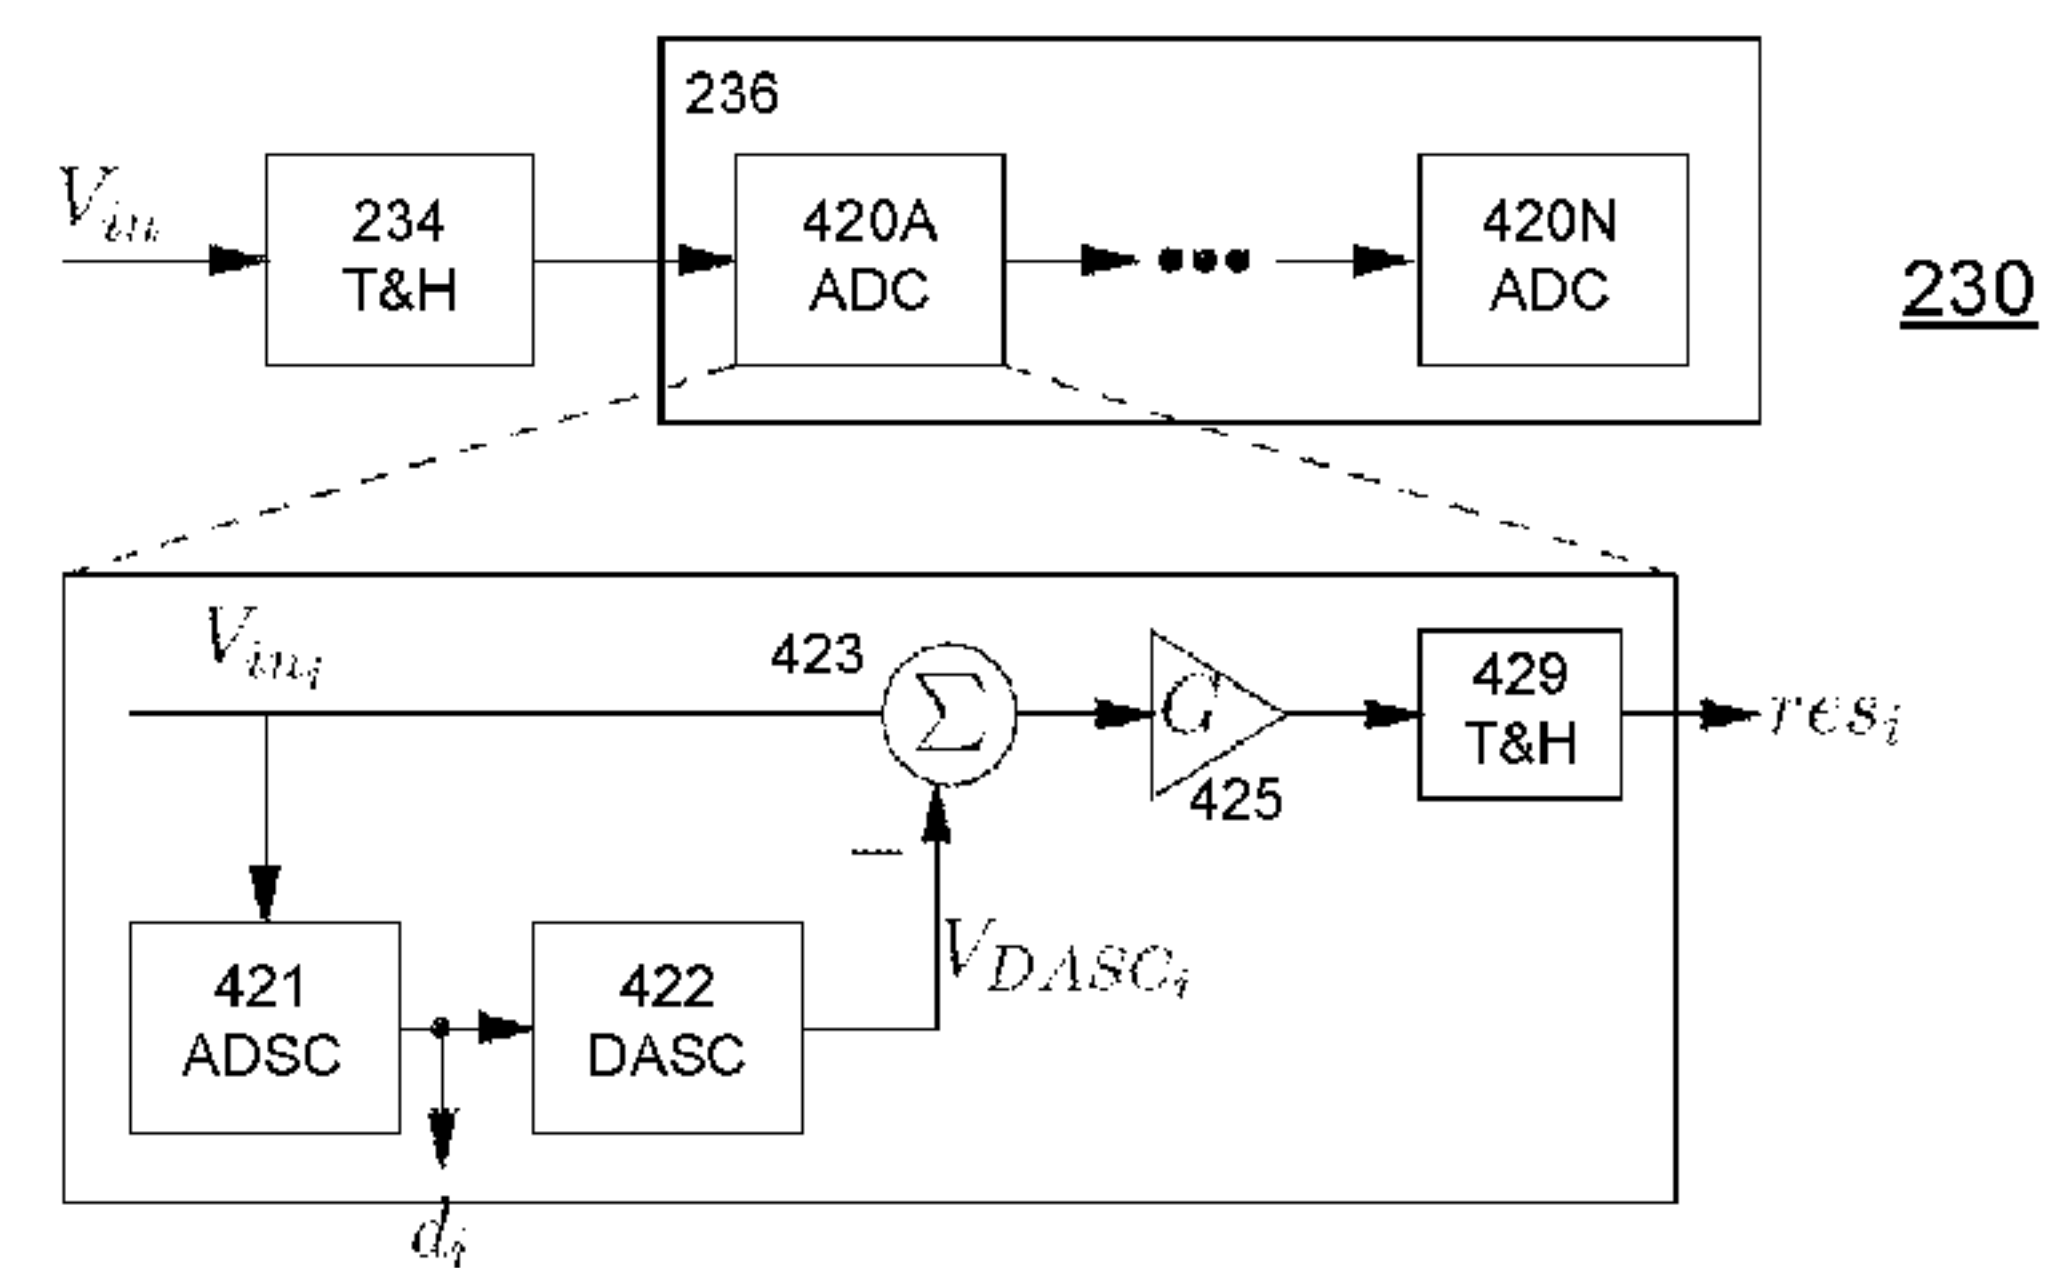 236
V_in
234
T&H
420A
ADC
420N
ADC
230
V_in_i
423
Σ
G
425
429
T&H
res_i
421
ADSC
422
DASC
—
V_DASC_i
d_i